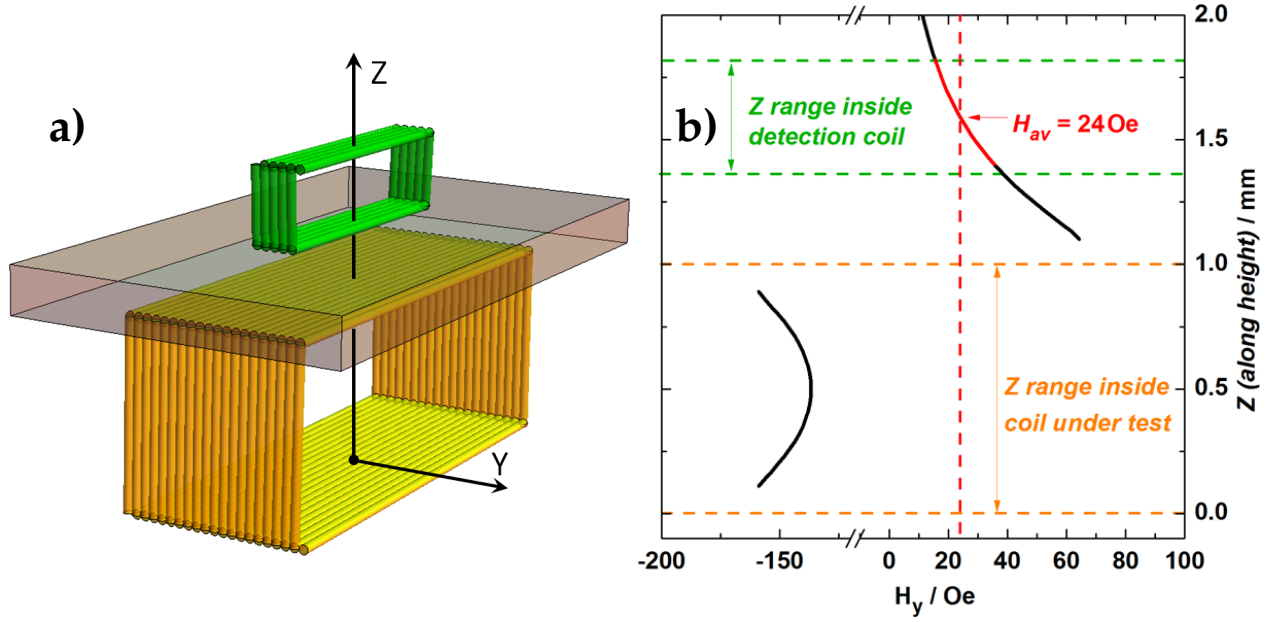 a)
Z
Y
b)
Z range inside
detection coil
H_av = 24 Oe
Z range inside
coil under test
2.0
1.5
1.0
0.5
0.0
Z (along height) / mm
-200 -150 0 20 40 60 80 100
H_y / Oe